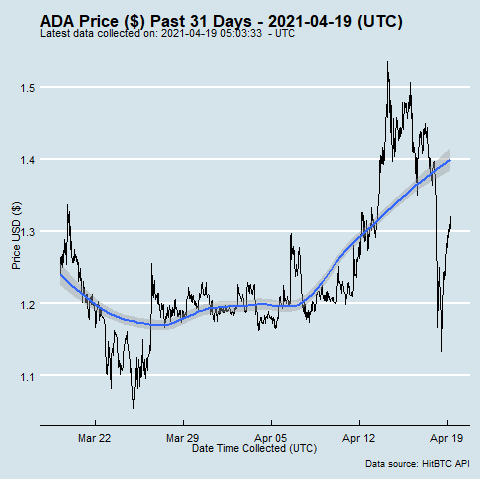 ADA Price ($) Past 31 Days - 2021-04-19 (UTC)
Latest data collected on: 2021-04-19 05:03:33 - UTC
Price USD ($)
1.5
1.4
1.3
1.2
1.1
Mar 22
Mar 29
Apr 05
Apr 12
Apr 19
Date Time Collected (UTC)
Data source: HitBTC API